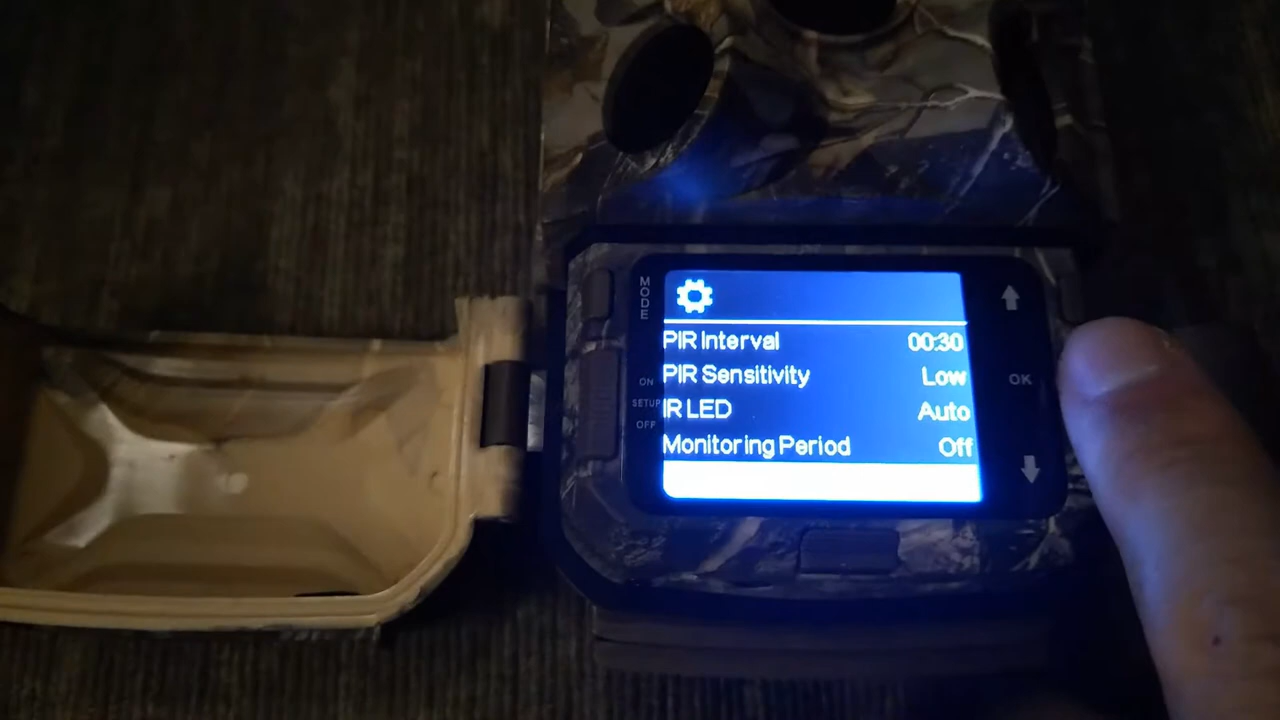 MODE
PIR Interval 00:30
PIR Sensitivity Low
ON
OK
SETUP
IR LED Auto
OFF
Monitoring Period Off